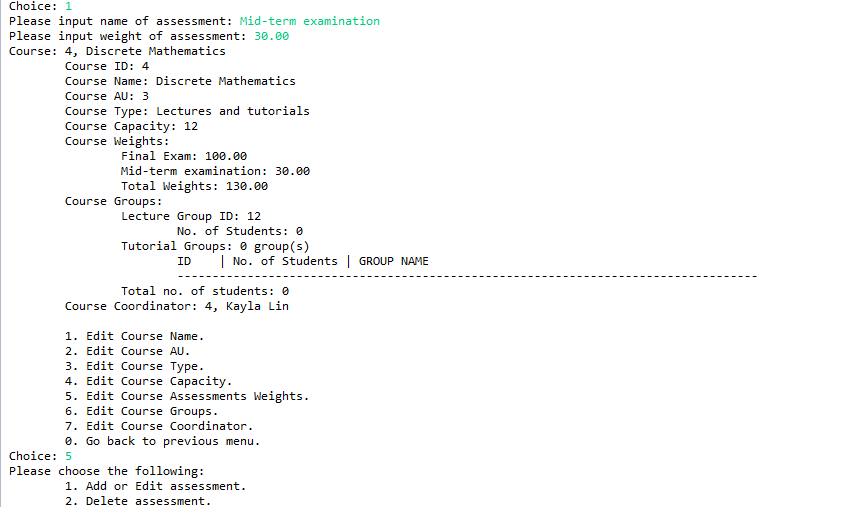 Choice: 1
Please input name of assessment: Mid-term examination
Please input weight of assessment: 30.00
Course: 4, Discrete Mathematics
Course ID: 4
Course Name: Discrete Mathematics
Course AU: 3
Course Type: Lectures and tutorials
Course Capacity: 12
Course Weights:
Final Exam: 100.00
Mid-term examination: 30.00
Total Weights: 130.00
Course Groups:
Lecture Group ID: 12
No. of Students: 0
Tutorial Groups: 0 group(s)
ID | No. of Students | GROUP NAME
-----------------------------------------------------------------------------------
Total no. of students: 0
Course Coordinator: 4, Kayla Lin
1. Edit Course Name.
2. Edit Course AU.
3. Edit Course Type.
4. Edit Course Capacity.
5. Edit Course Assessments Weights.
6. Edit Course Groups.
7. Edit Course Coordinator.
0. Go back to previous menu.
Choice: 5
Please choose the following:
1. Add or Edit assessment.
2. Delete assessment.